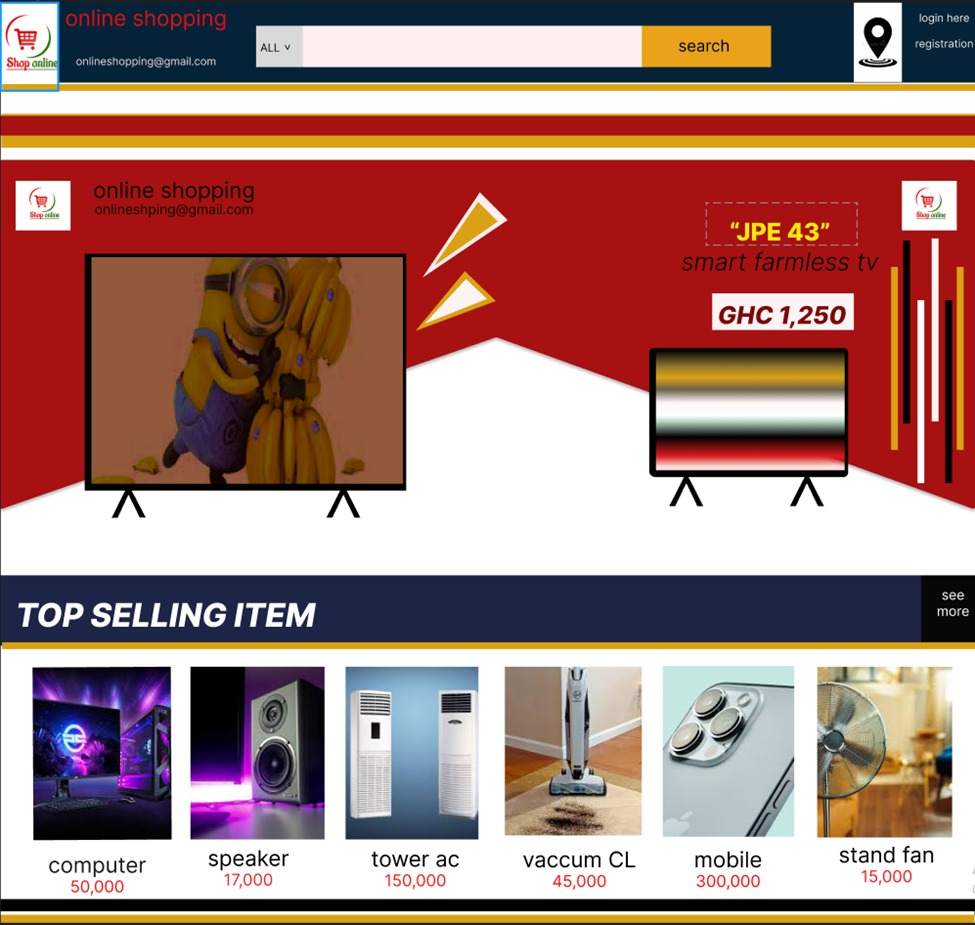 online shopping
onlineshopping@gmail.com
Shop online
ALL v
search
login here
registration
online shopping
onlineshping@gmail.com
Shop online
Shop online
“JPE 43”
smart farmless tv
GHC 1,250
TOP SELLING ITEM
see
more
computer
50,000
speaker
17,000
tower ac
150,000
vaccum CL
45,000
mobile
300,000
stand fan
15,000